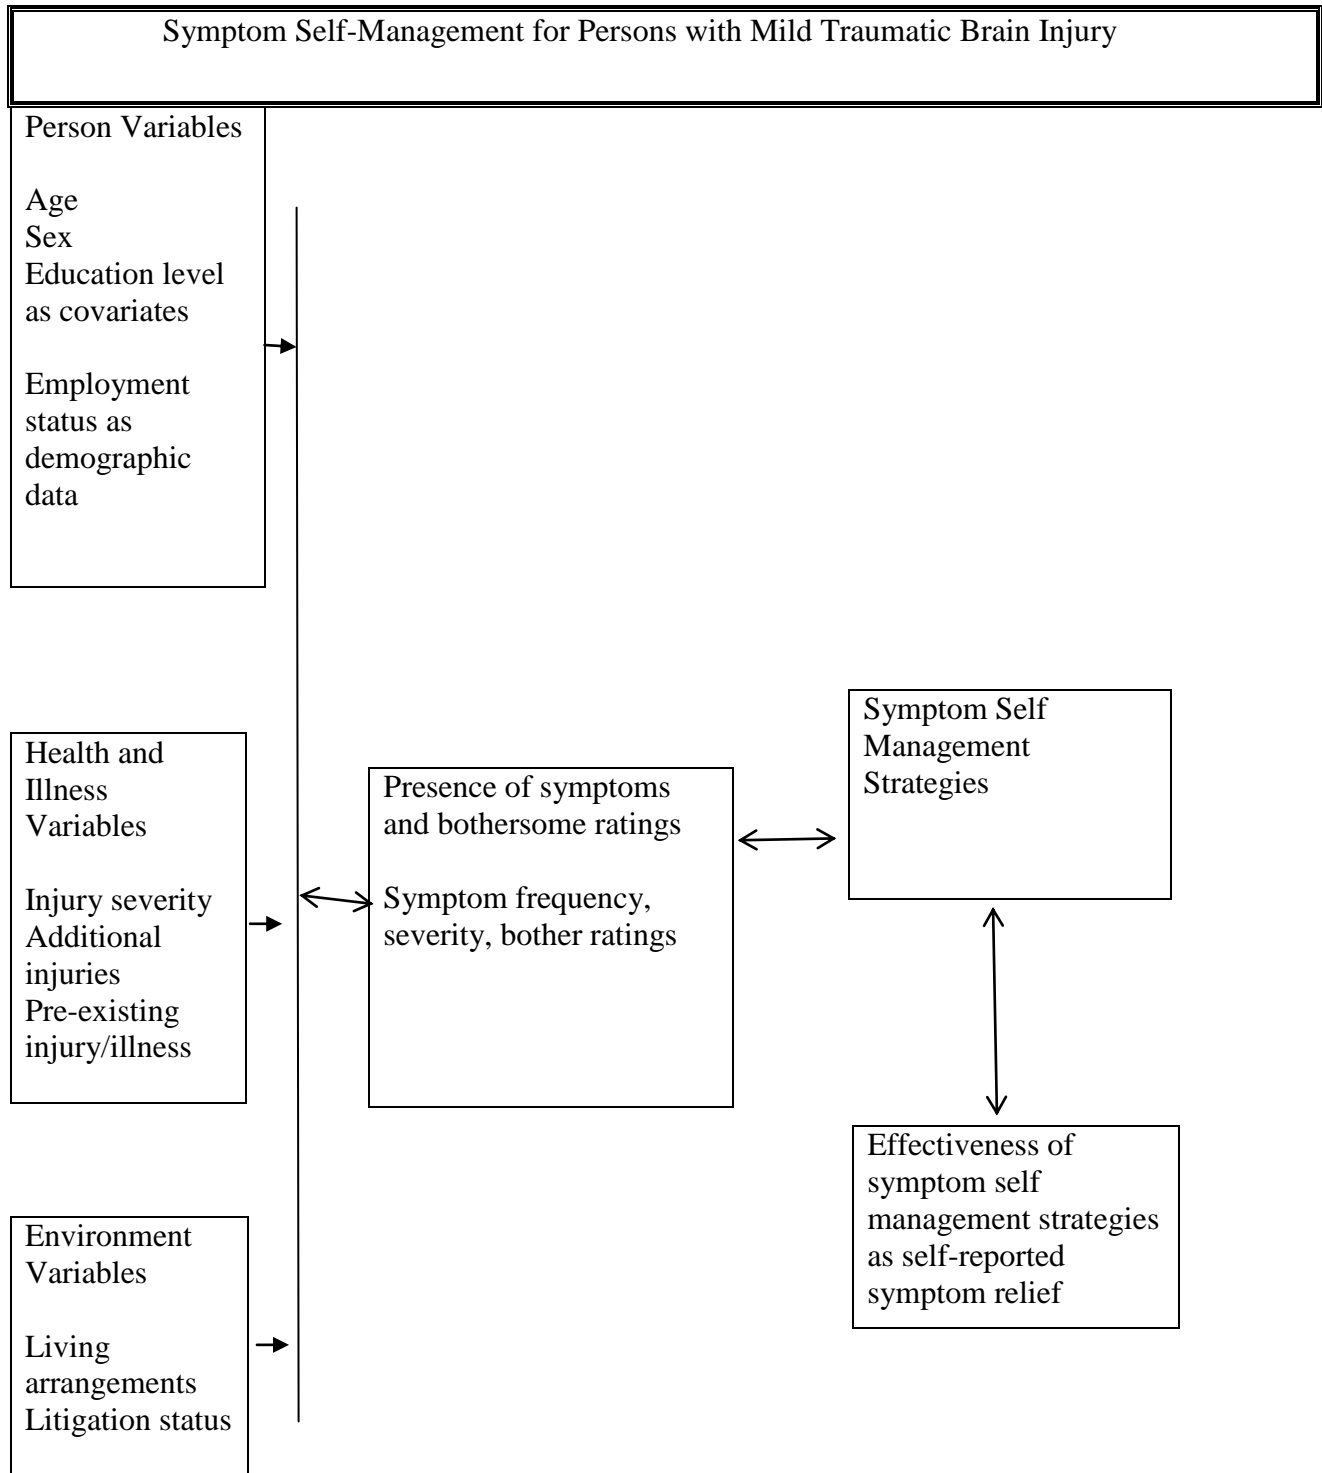 Symptom Self-Management for Persons with Mild Traumatic Brain Injury
Person Variables
Age
Sex
Education level
as covariates
Employment
status as
demographic
data
Health and
Illness
Variables
Injury severity
Additional
injuries
Pre-existing
injury/illness
Environment
Variables
Living
arrangements
Litigation status
Presence of symptoms
and bothersome ratings
Symptom frequency,
severity, bother ratings
Symptom Self
Management
Strategies
Effectiveness of
symptom self
management strategies
as self-reported
symptom relief